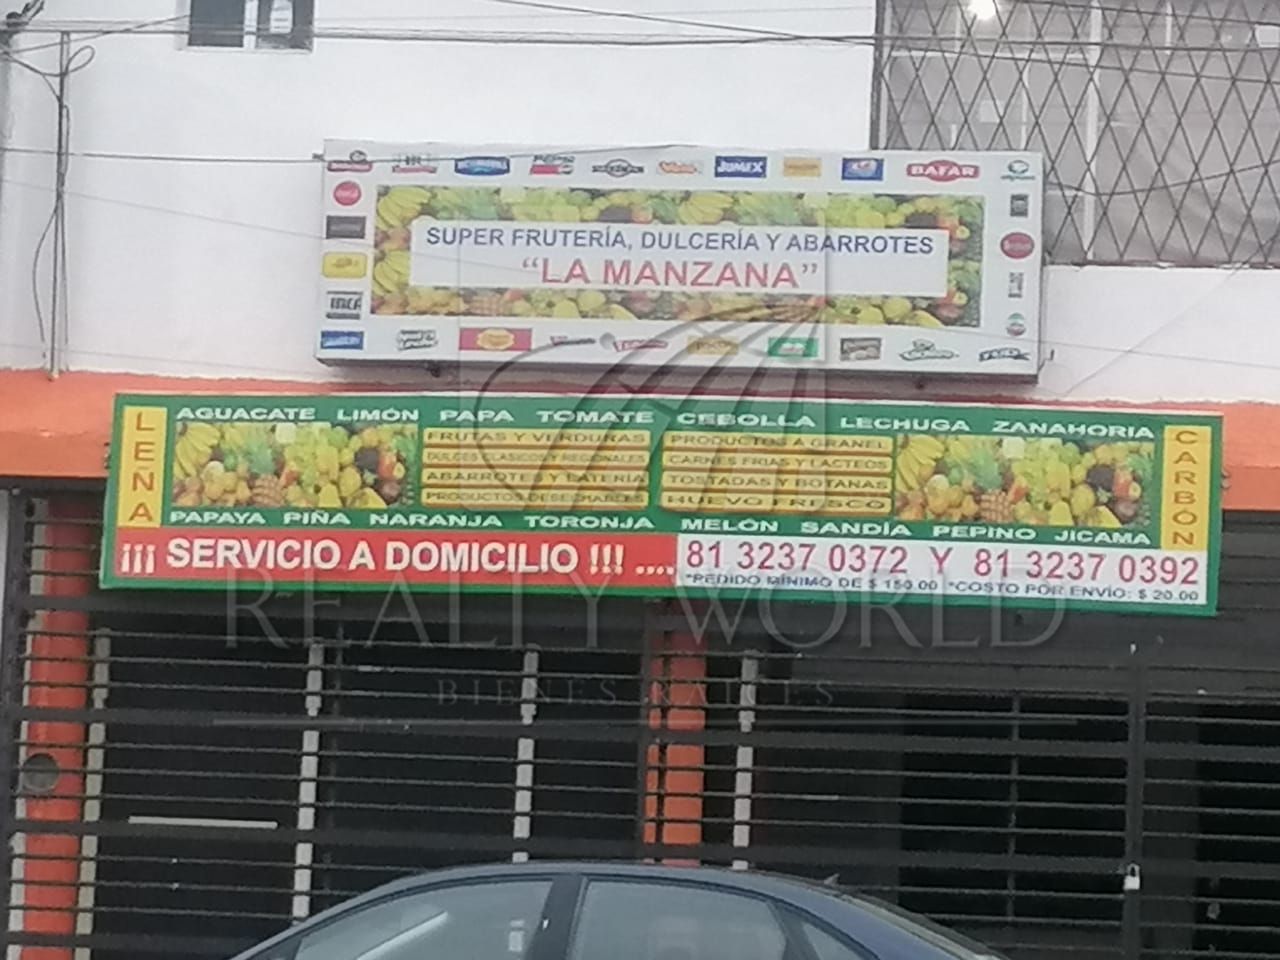 JUMEX
BAFAR
SUPER FRUTERÍA, DULCERÍA Y ABARROTES
"LA MANZANA"
AGUACATE LIMÓN PAPA TOMATE CEBOLLA LECHUGA ZANAHORIA
LEÑA
FRUTAS Y VERDURAS
DULCES CLASICOS Y REGIONALES
ABARROTES Y LATERÍA
PRODUCTOS DESECHABLES
PRODUCTOS A GRANEL
CARNES FRIAS Y LACTEOS
TOSTADAS Y BOTANAS
HUEVO FRESCO
CARBÓN
PAPAYA PIÑA NARANJA TORONJA MELÓN SANDÍA PEPINO JICAMA
¡¡¡ SERVICIO A DOMICILIO !!! .... 81 3237 0372 Y 81 3237 0392
*PEDIDO MÍNIMO DE $ 150.00 *COSTO POR ENVÍO: $ 20.00
REALTY WORLD
BIENES RAICES